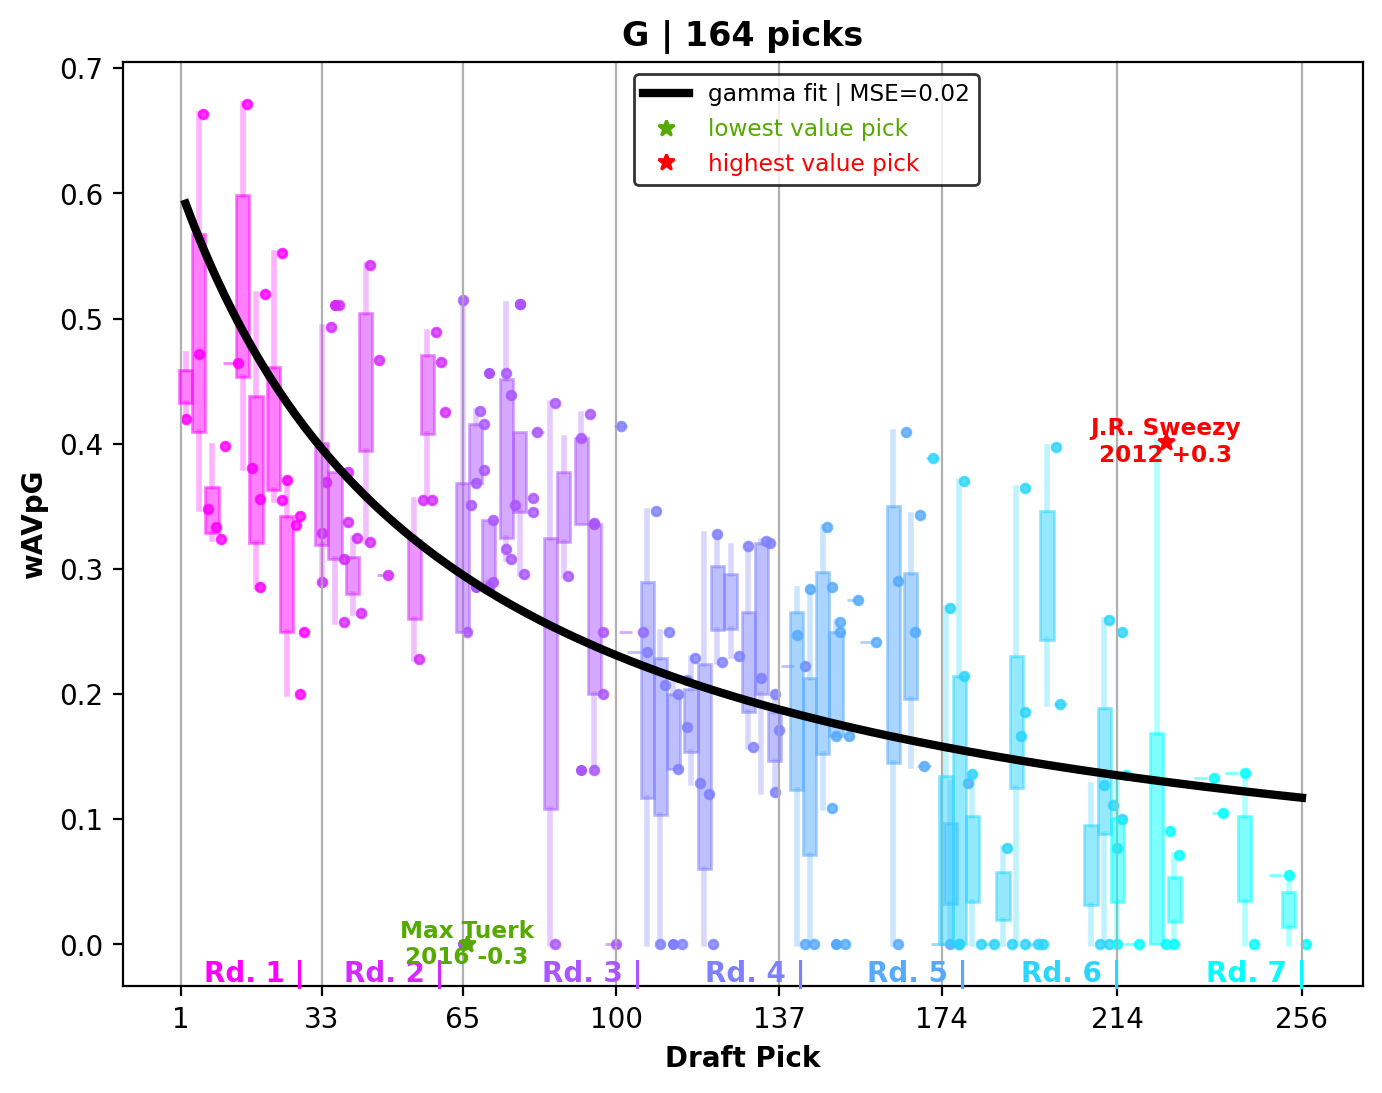 G | 164 picks
gamma fit | MSE=0.02
lowest value pick
highest value pick
0.7
0.6
0.5
0.4
0.3
0.2
0.1
0.0
wAVpG
J.R. Sweezy
2012 +0.3
Max Tuerk
2016 -0.3
Rd. 1 | Rd. 2 | Rd. 3 | Rd. 4 | Rd. 5 | Rd. 6 | Rd. 7 |
1 33 65 100 137 174 214 256
Draft Pick